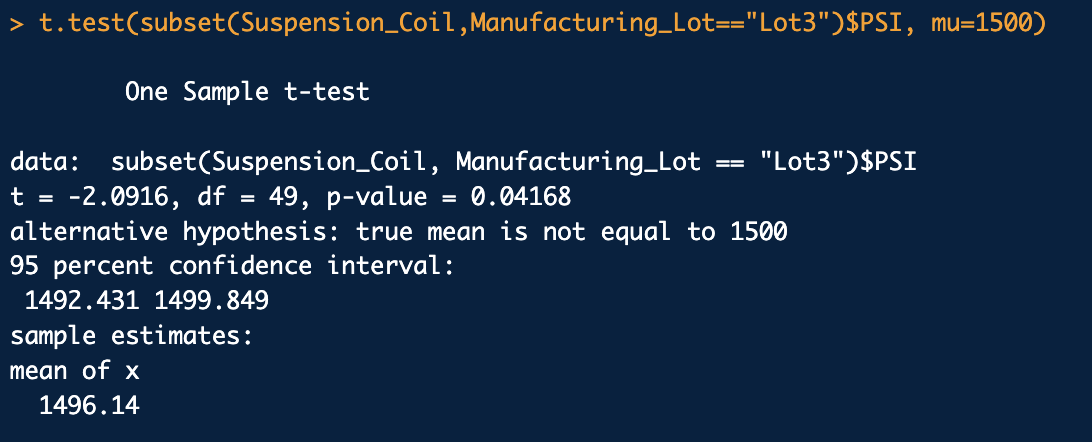 > t.test(subset(Suspension_Coil,Manufacturing_Lot=="Lot3")$PSI, mu=1500)
One Sample t-test
data:  subset(Suspension_Coil, Manufacturing_Lot == "Lot3")$PSI
t = -2.0916, df = 49, p-value = 0.04168
alternative hypothesis: true mean is not equal to 1500
95 percent confidence interval:
1492.431 1499.849
sample estimates:
mean of x
1496.14